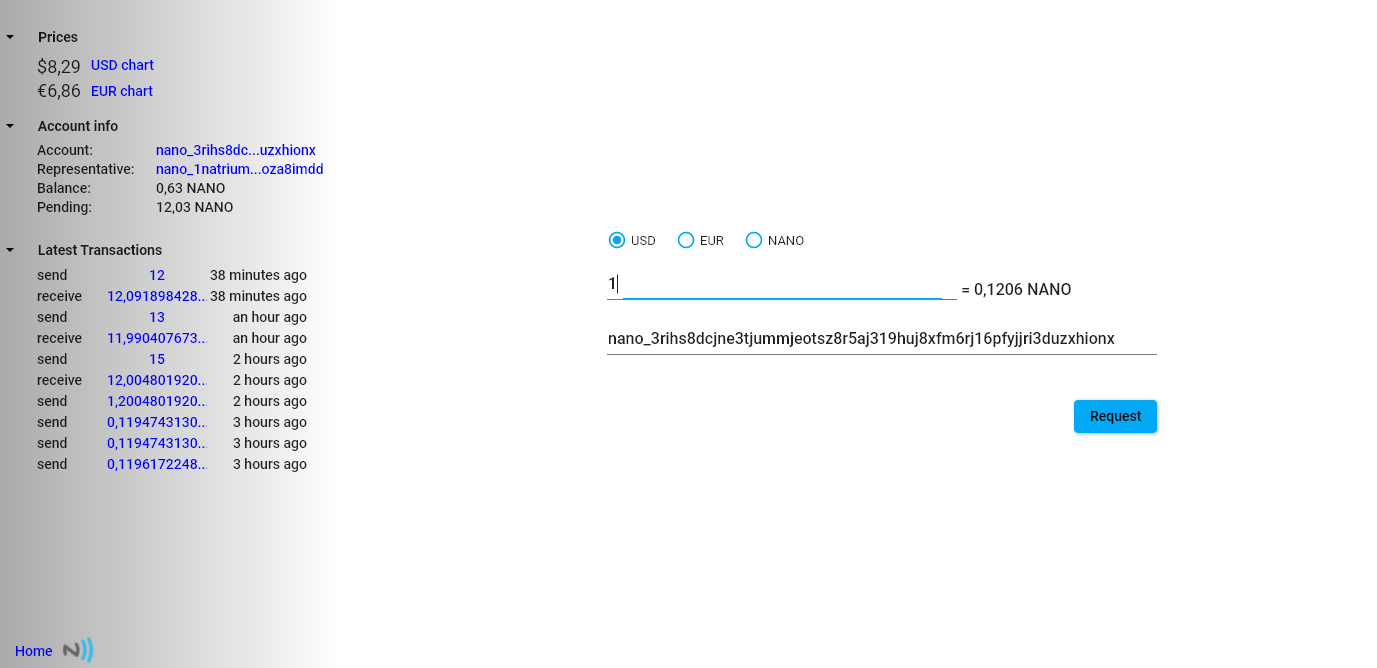 Prices
$8,29 USD chart
€6,86 EUR chart
Account info
Account: nano_3rihs8dc...uzxhionx
Representative: nano_1natrium...oza8imdd
Balance: 0,63 NANO
Pending: 12,03 NANO
Latest Transactions
send 12 38 minutes ago
receive 12,091898428... 38 minutes ago
send 13 an hour ago
receive 11,990407673... an hour ago
send 15 2 hours ago
receive 12,004801920... 2 hours ago
send 1,2004801920... 2 hours ago
send 0,1194743130... 3 hours ago
send 0,1194743130... 3 hours ago
send 0,1196172248... 3 hours ago
Home
USD EUR NANO
1 = 0,1206 NANO
nano_3rihs8dcjne3tjummjeotsz8r5aj319huj8xfm6rj16pfyjjri3duzxhionx
Request